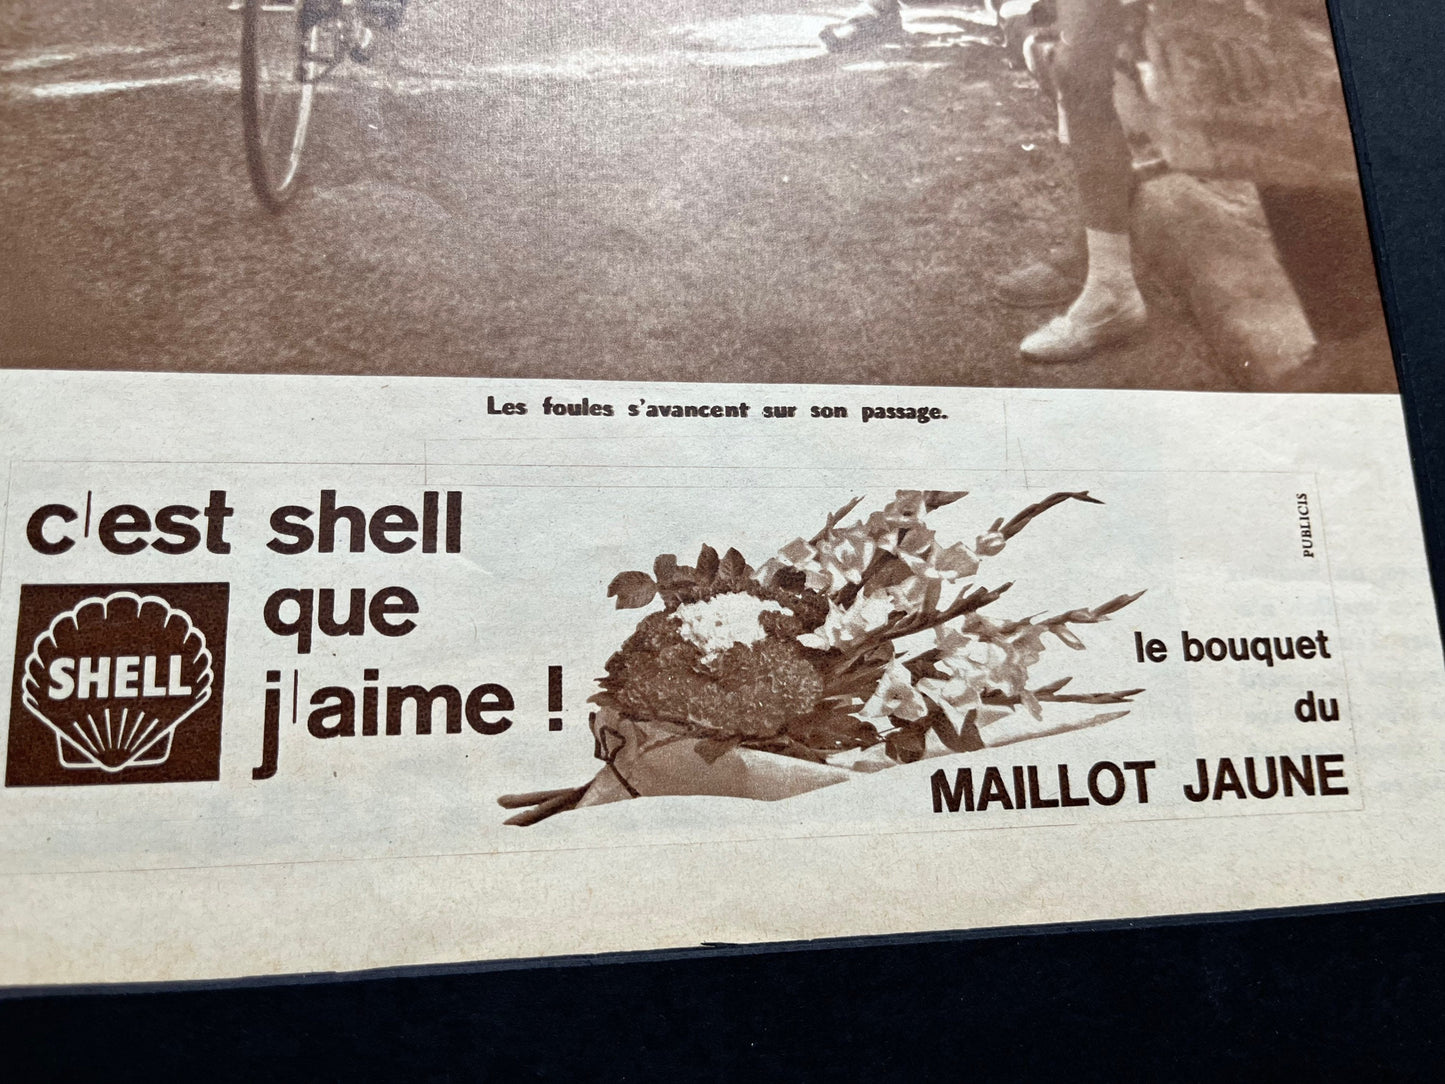 Les foules s'avancent sur son passage.
c'est shell
que
j'aime !
SHELL
PUBLICIS
le bouquet
du
MAILLOT JAUNE